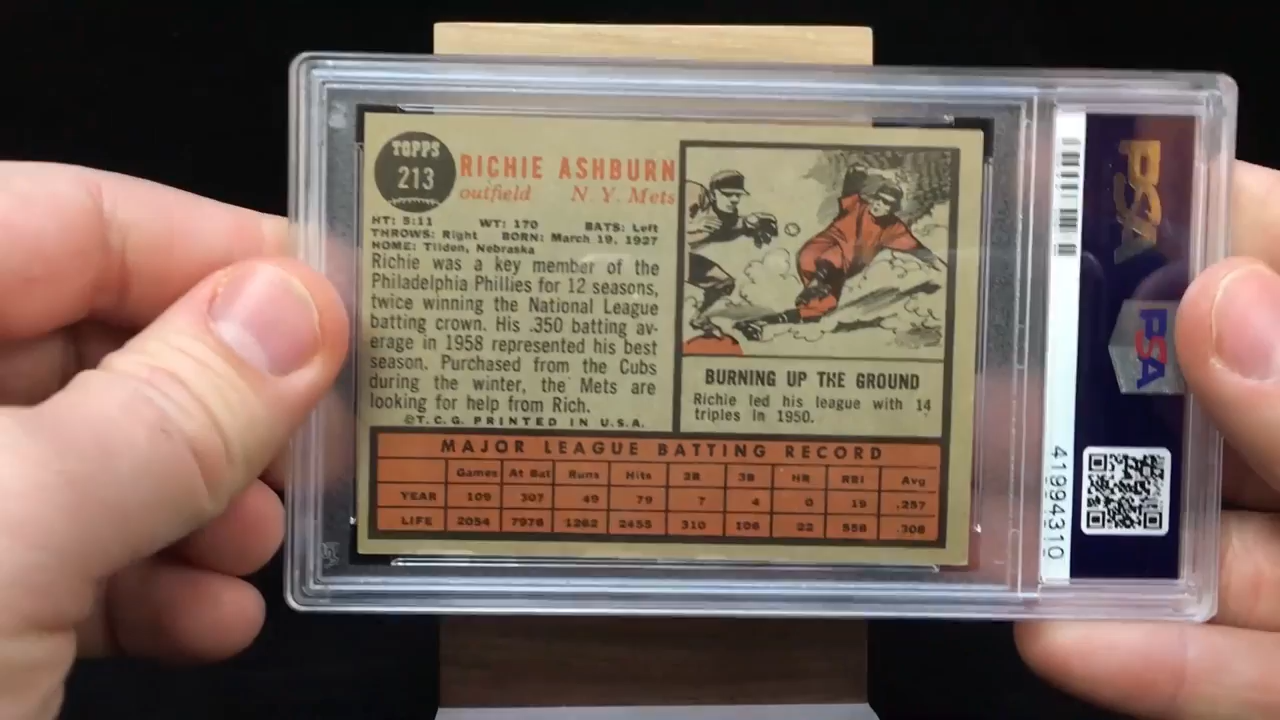 TOPPS
213
RICHIE ASHBURN
outfield N. Y. Mets
HT: 5:11 WT: 170 BATS: Left
THROWS: Right BORN: March 19, 1927
HOME: Tilden, Nebraska
Richie was a key member of the
Philadelphia Phillies for 12 seasons,
twice winning the National League
batting crown. His .350 batting av-
erage in 1958 represented his best
season. Purchased from the Cubs
during the winter, the Mets are
looking for help from Rich.
©T. C. G. PRINTED IN U. S. A.
BURNING UP THE GROUND
Richie led his league with 14
triples in 1950.
MAJOR LEAGUE BATTING RECORD
Games At Bat Runs Hits 2B 3B HR RBI Avg
YEAR 109 307 49 79 7 4 0 19 .257
LIFE 2054 7976 1262 2455 310 106 22 558 .308
PSA
PSA
41994310